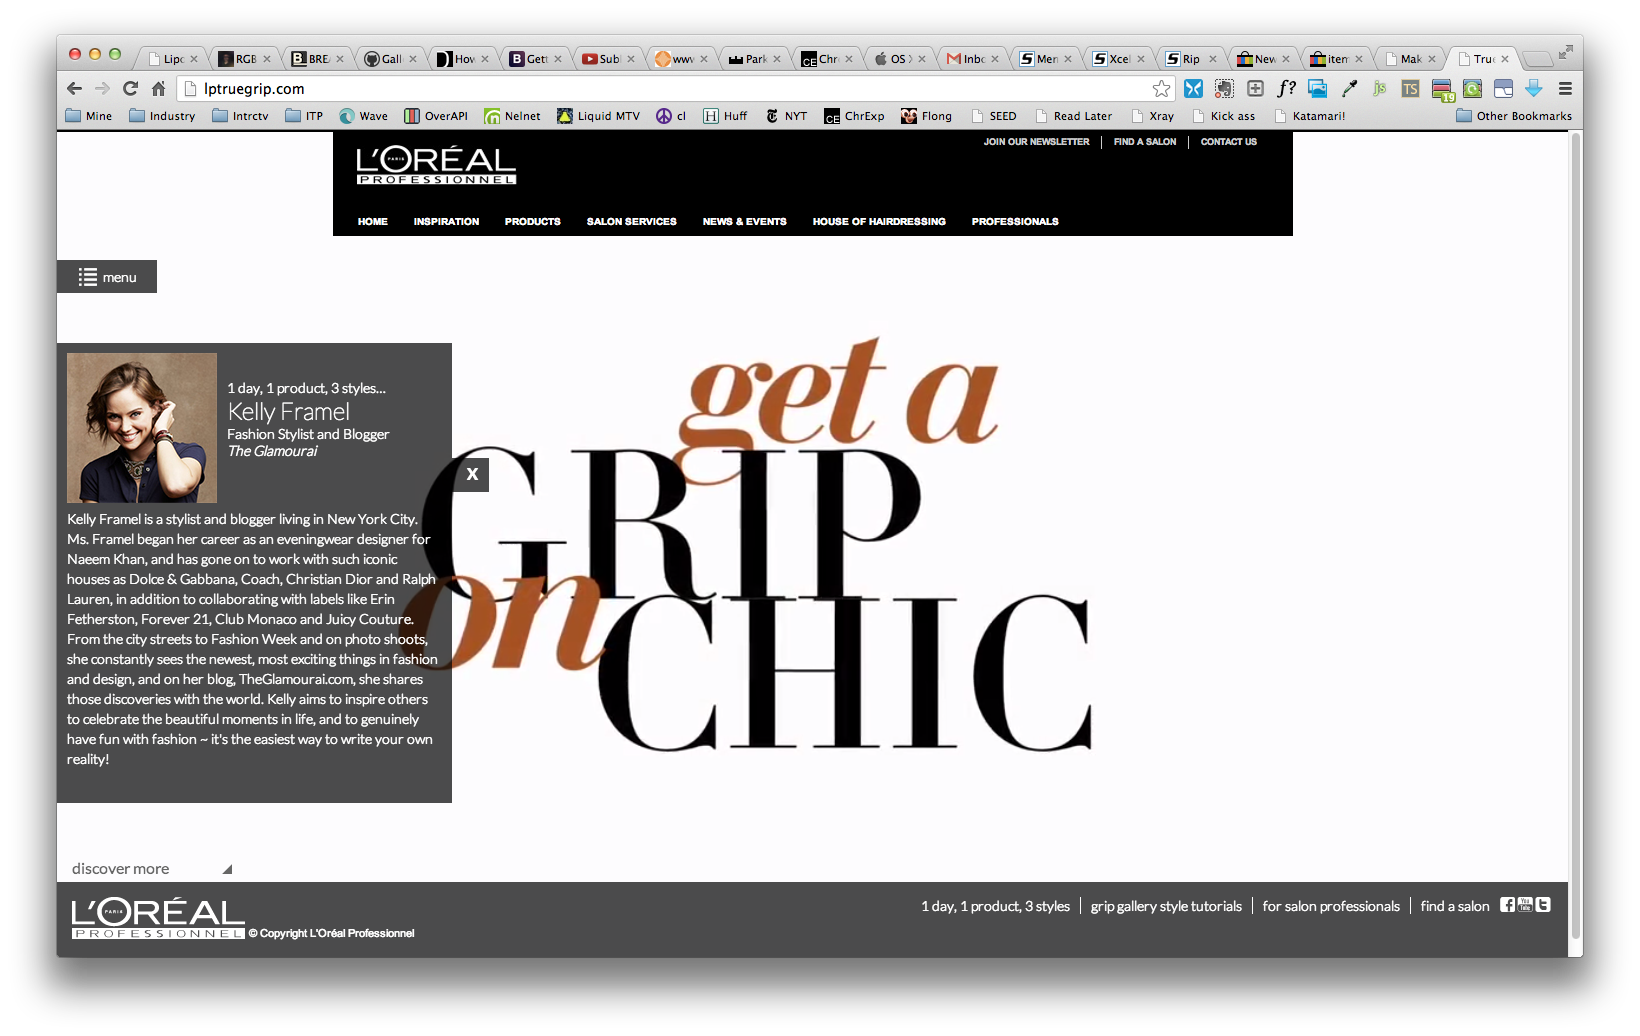 Lipc
RGB
BRE
Gall
How
Gett
Subl
www
Park
Chr
OS X
Inbo
Men
Xcel
Rip
New
item
Mak
True
lptruegrip.com
f?
js
TS
19
Mine
Industry
Intrctv
ITP
Wave
OverAPI
Nelnet
Liquid MTV
cl
H Huff
NYT
CE ChrExp
Flong
SEED
Read Later
Xray
Kick ass
Katamari!
Other Bookmarks
L'ORÉAL
PARIS
PROFESSIONNEL
JOIN OUR NEWSLETTER
FIND A SALON
CONTACT US
HOME
INSPIRATION
PRODUCTS
SALON SERVICES
NEWS & EVENTS
HOUSE OF HAIRDRESSING
PROFESSIONALS
menu
1 day, 1 product, 3 styles...
Kelly Framel
Fashion Stylist and Blogger
The Glamourai
X
Kelly Framel is a stylist and blogger living in New York City.
Ms. Framel began her career as an eveningwear designer for
Naeem Khan, and has gone on to work with such iconic
houses as Dolce & Gabbana, Coach, Christian Dior and Ralph
Lauren, in addition to collaborating with labels like Erin
Fetherston, Forever 21, Club Monaco and Juicy Couture.
From the city streets to Fashion Week and on photo shoots,
she constantly sees the newest, most exciting things in fashion
and design, and on her blog, TheGlamourai.com, she shares
those discoveries with the world. Kelly aims to inspire others
to celebrate the beautiful moments in life, and to genuinely
have fun with fashion ~ it's the easiest way to write your own
reality!
get a
GRIP
on
CHIC
discover more
L'ORÉAL
PARIS
PROFESSIONNEL
© Copyright L'Oréal Professionnel
1 day, 1 product, 3 styles
grip gallery style tutorials
for salon professionals
find a salon